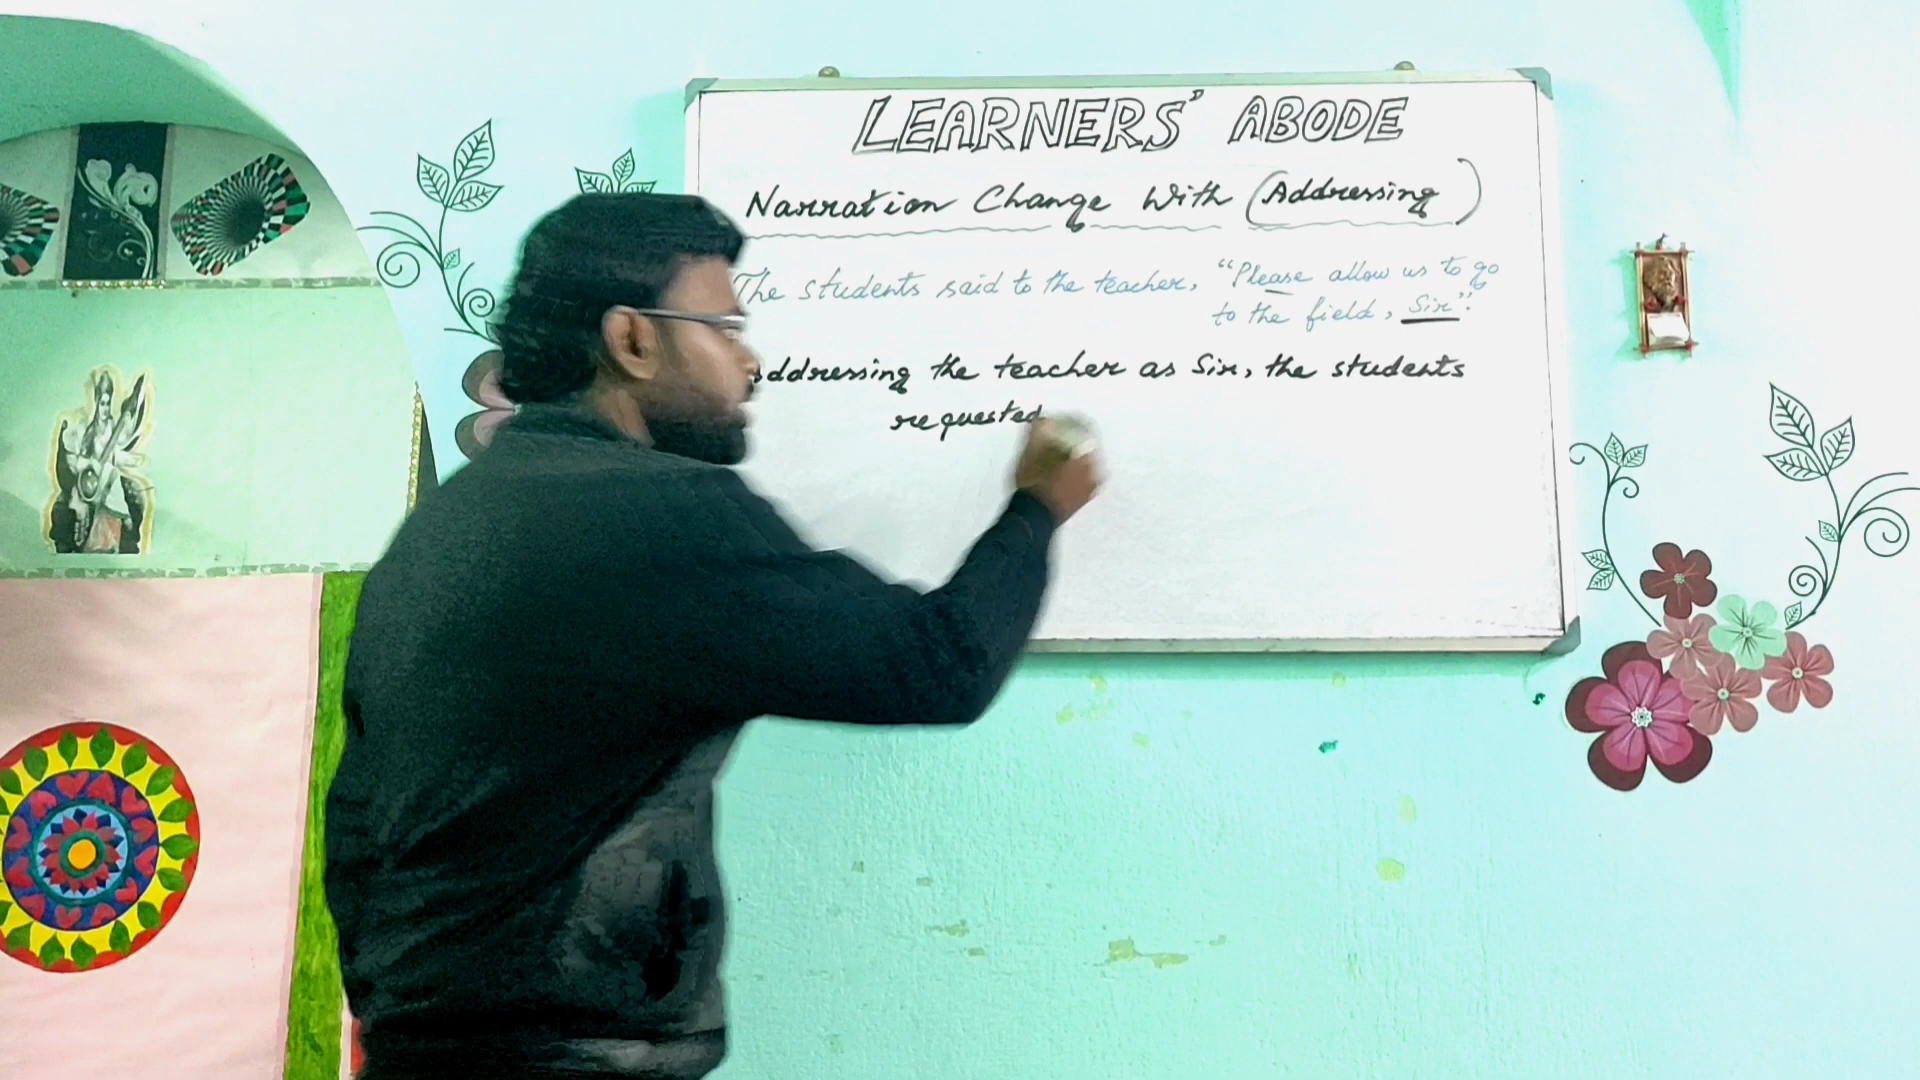 LEARNERS' ABODE
Narration Change With (Addressing)
The students said to the teacher, "Please allow us to go
to the field, Sir".
ddressing the teacher as Sir, the students
requested